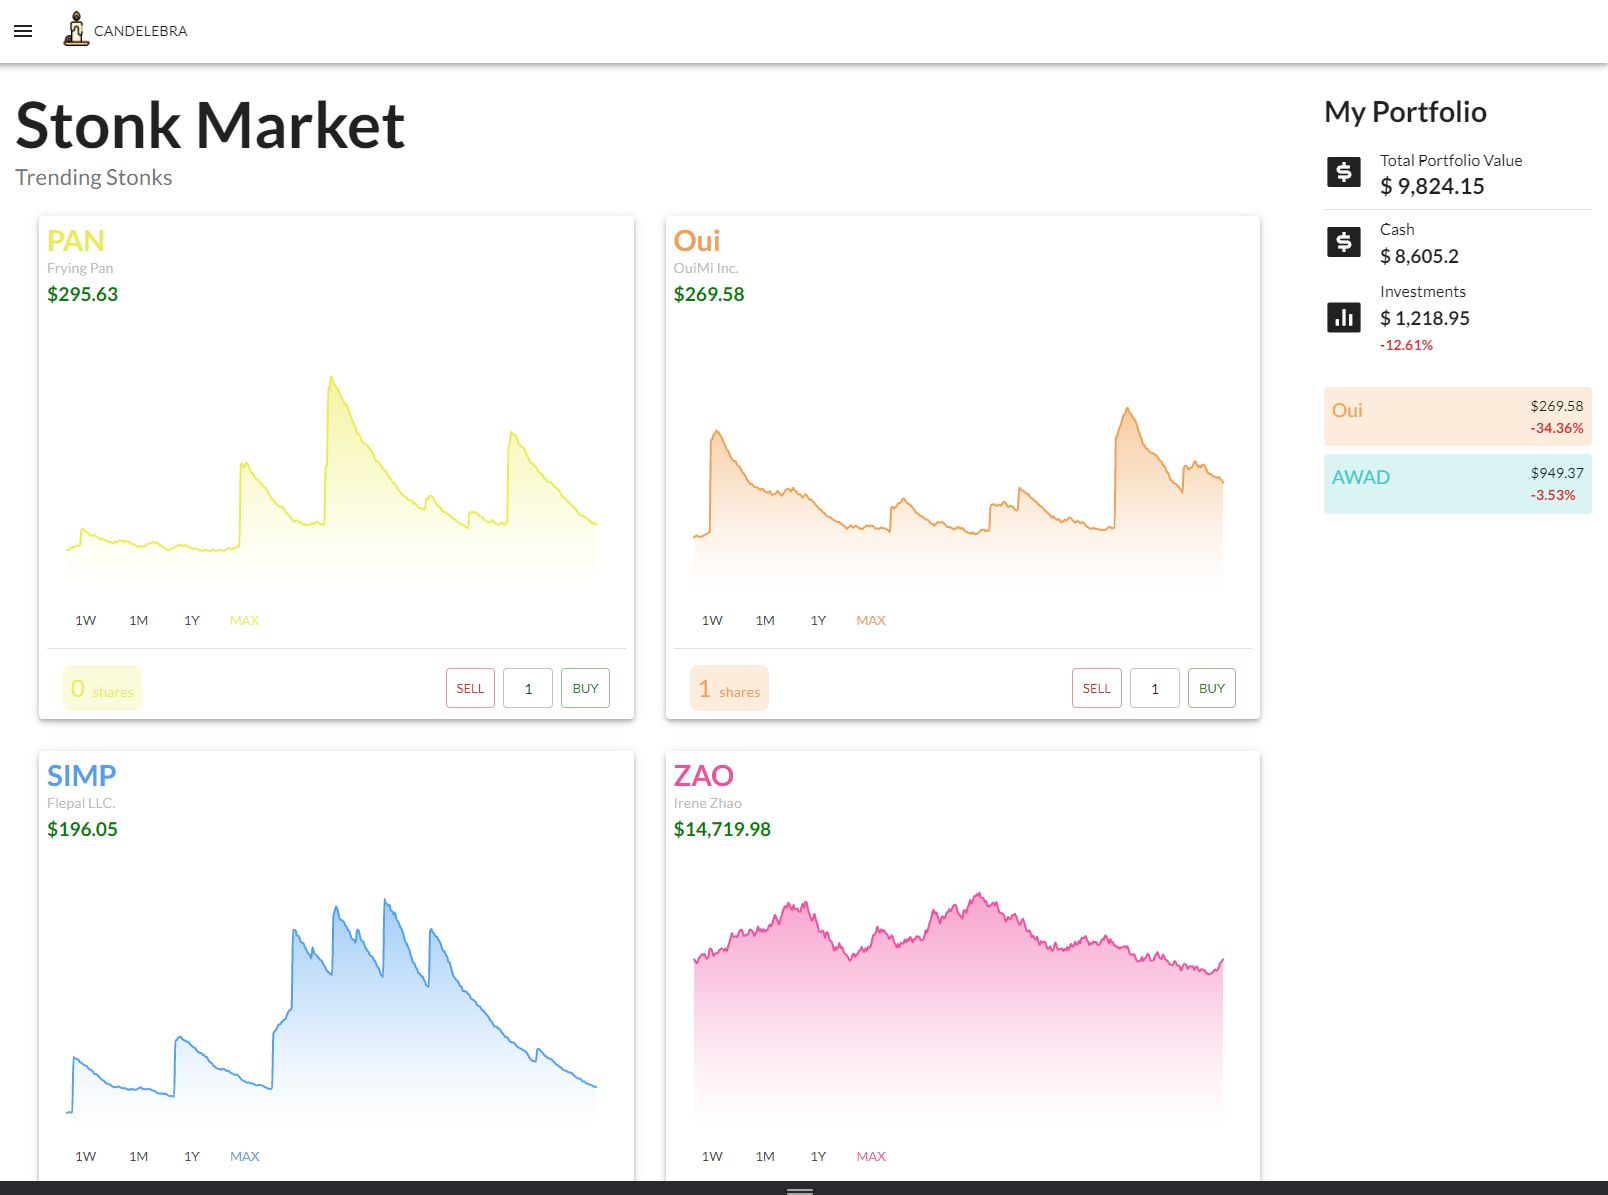 CANDELEBRA
Stonk Market
Trending Stonks
PAN
Frying Pan
$295.63
1W 1M 1Y MAX
0 shares
SELL 1 BUY
Oui
OuiMi Inc.
$269.58
1W 1M 1Y MAX
1 shares
SELL 1 BUY
SIMP
Flepal LLC.
$196.05
1W 1M 1Y MAX
ZAO
Irene Zhao
$14,719.98
1W 1M 1Y MAX
My Portfolio
Total Portfolio Value
$ 9,824.15
Cash
$ 8,605.2
Investments
$ 1,218.95
-12.61%
Oui $269.58
-34.36%
AWAD $949.37
-3.53%